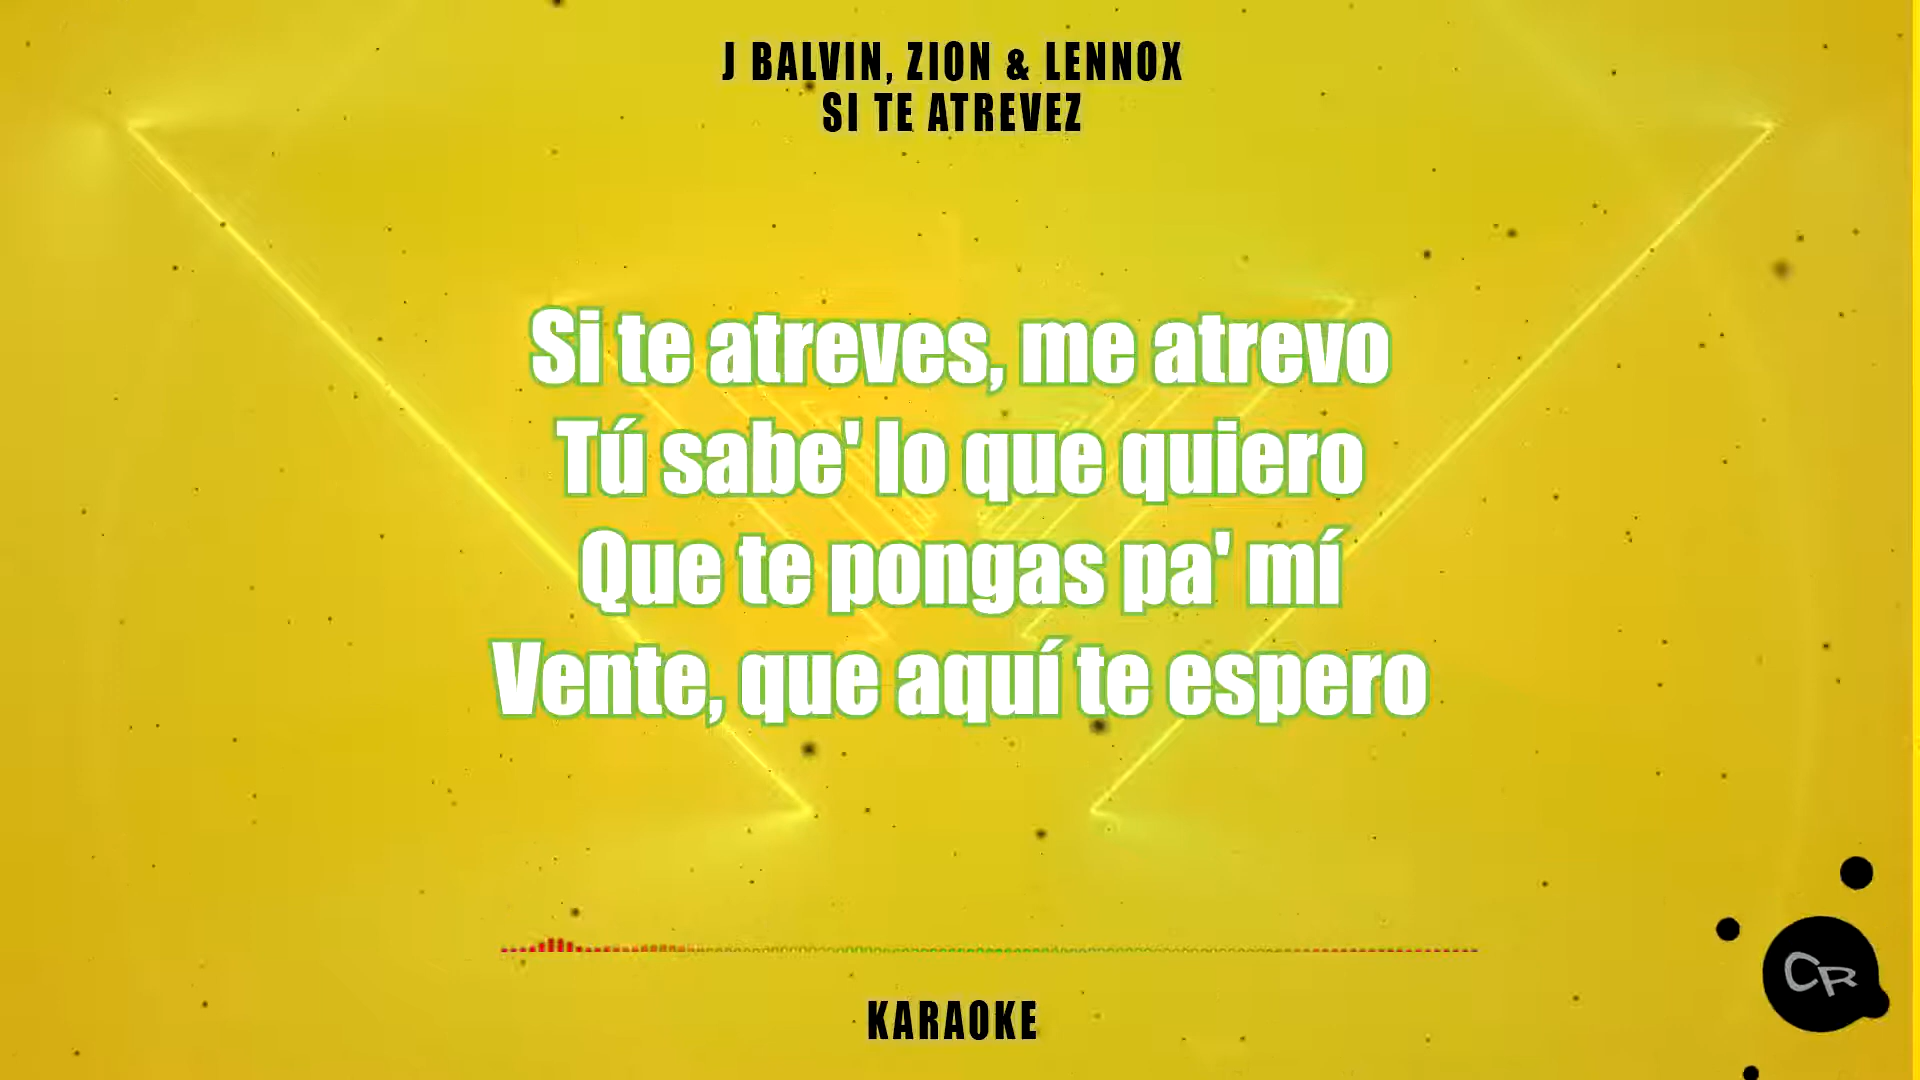 J BALVIN, ZION & LENNOX
SI TE ATREVEZ
Si te atreves, me atrevo
Tú sabe' lo que quiero
Que te pongas pa' mí
Vente, que aquí te espero
KARAOKE
CR